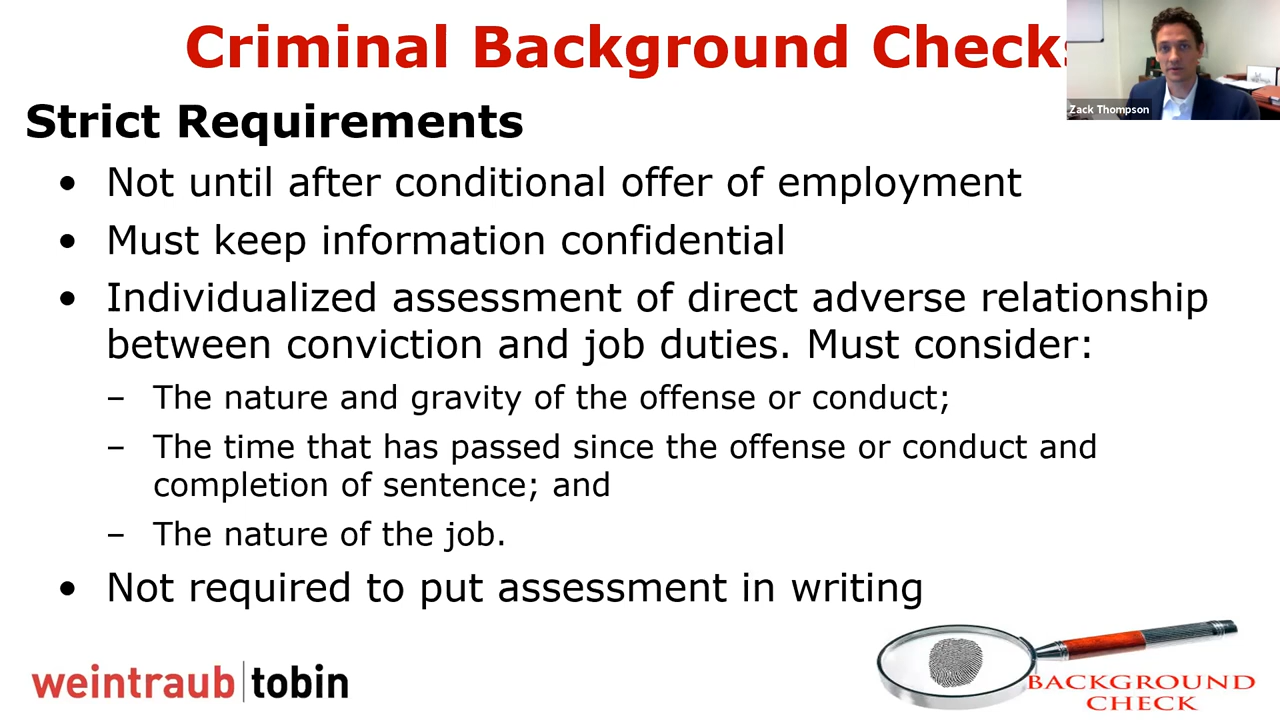 Criminal Background Checks
Zack Thompson
Strict Requirements
• Not until after conditional offer of employment
• Must keep information confidential
• Individualized assessment of direct adverse relationship
between conviction and job duties. Must consider:
– The nature and gravity of the offense or conduct;
– The time that has passed since the offense or conduct and
completion of sentence; and
– The nature of the job.
• Not required to put assessment in writing
weintraub|tobin
BACKGROUND
CHECK